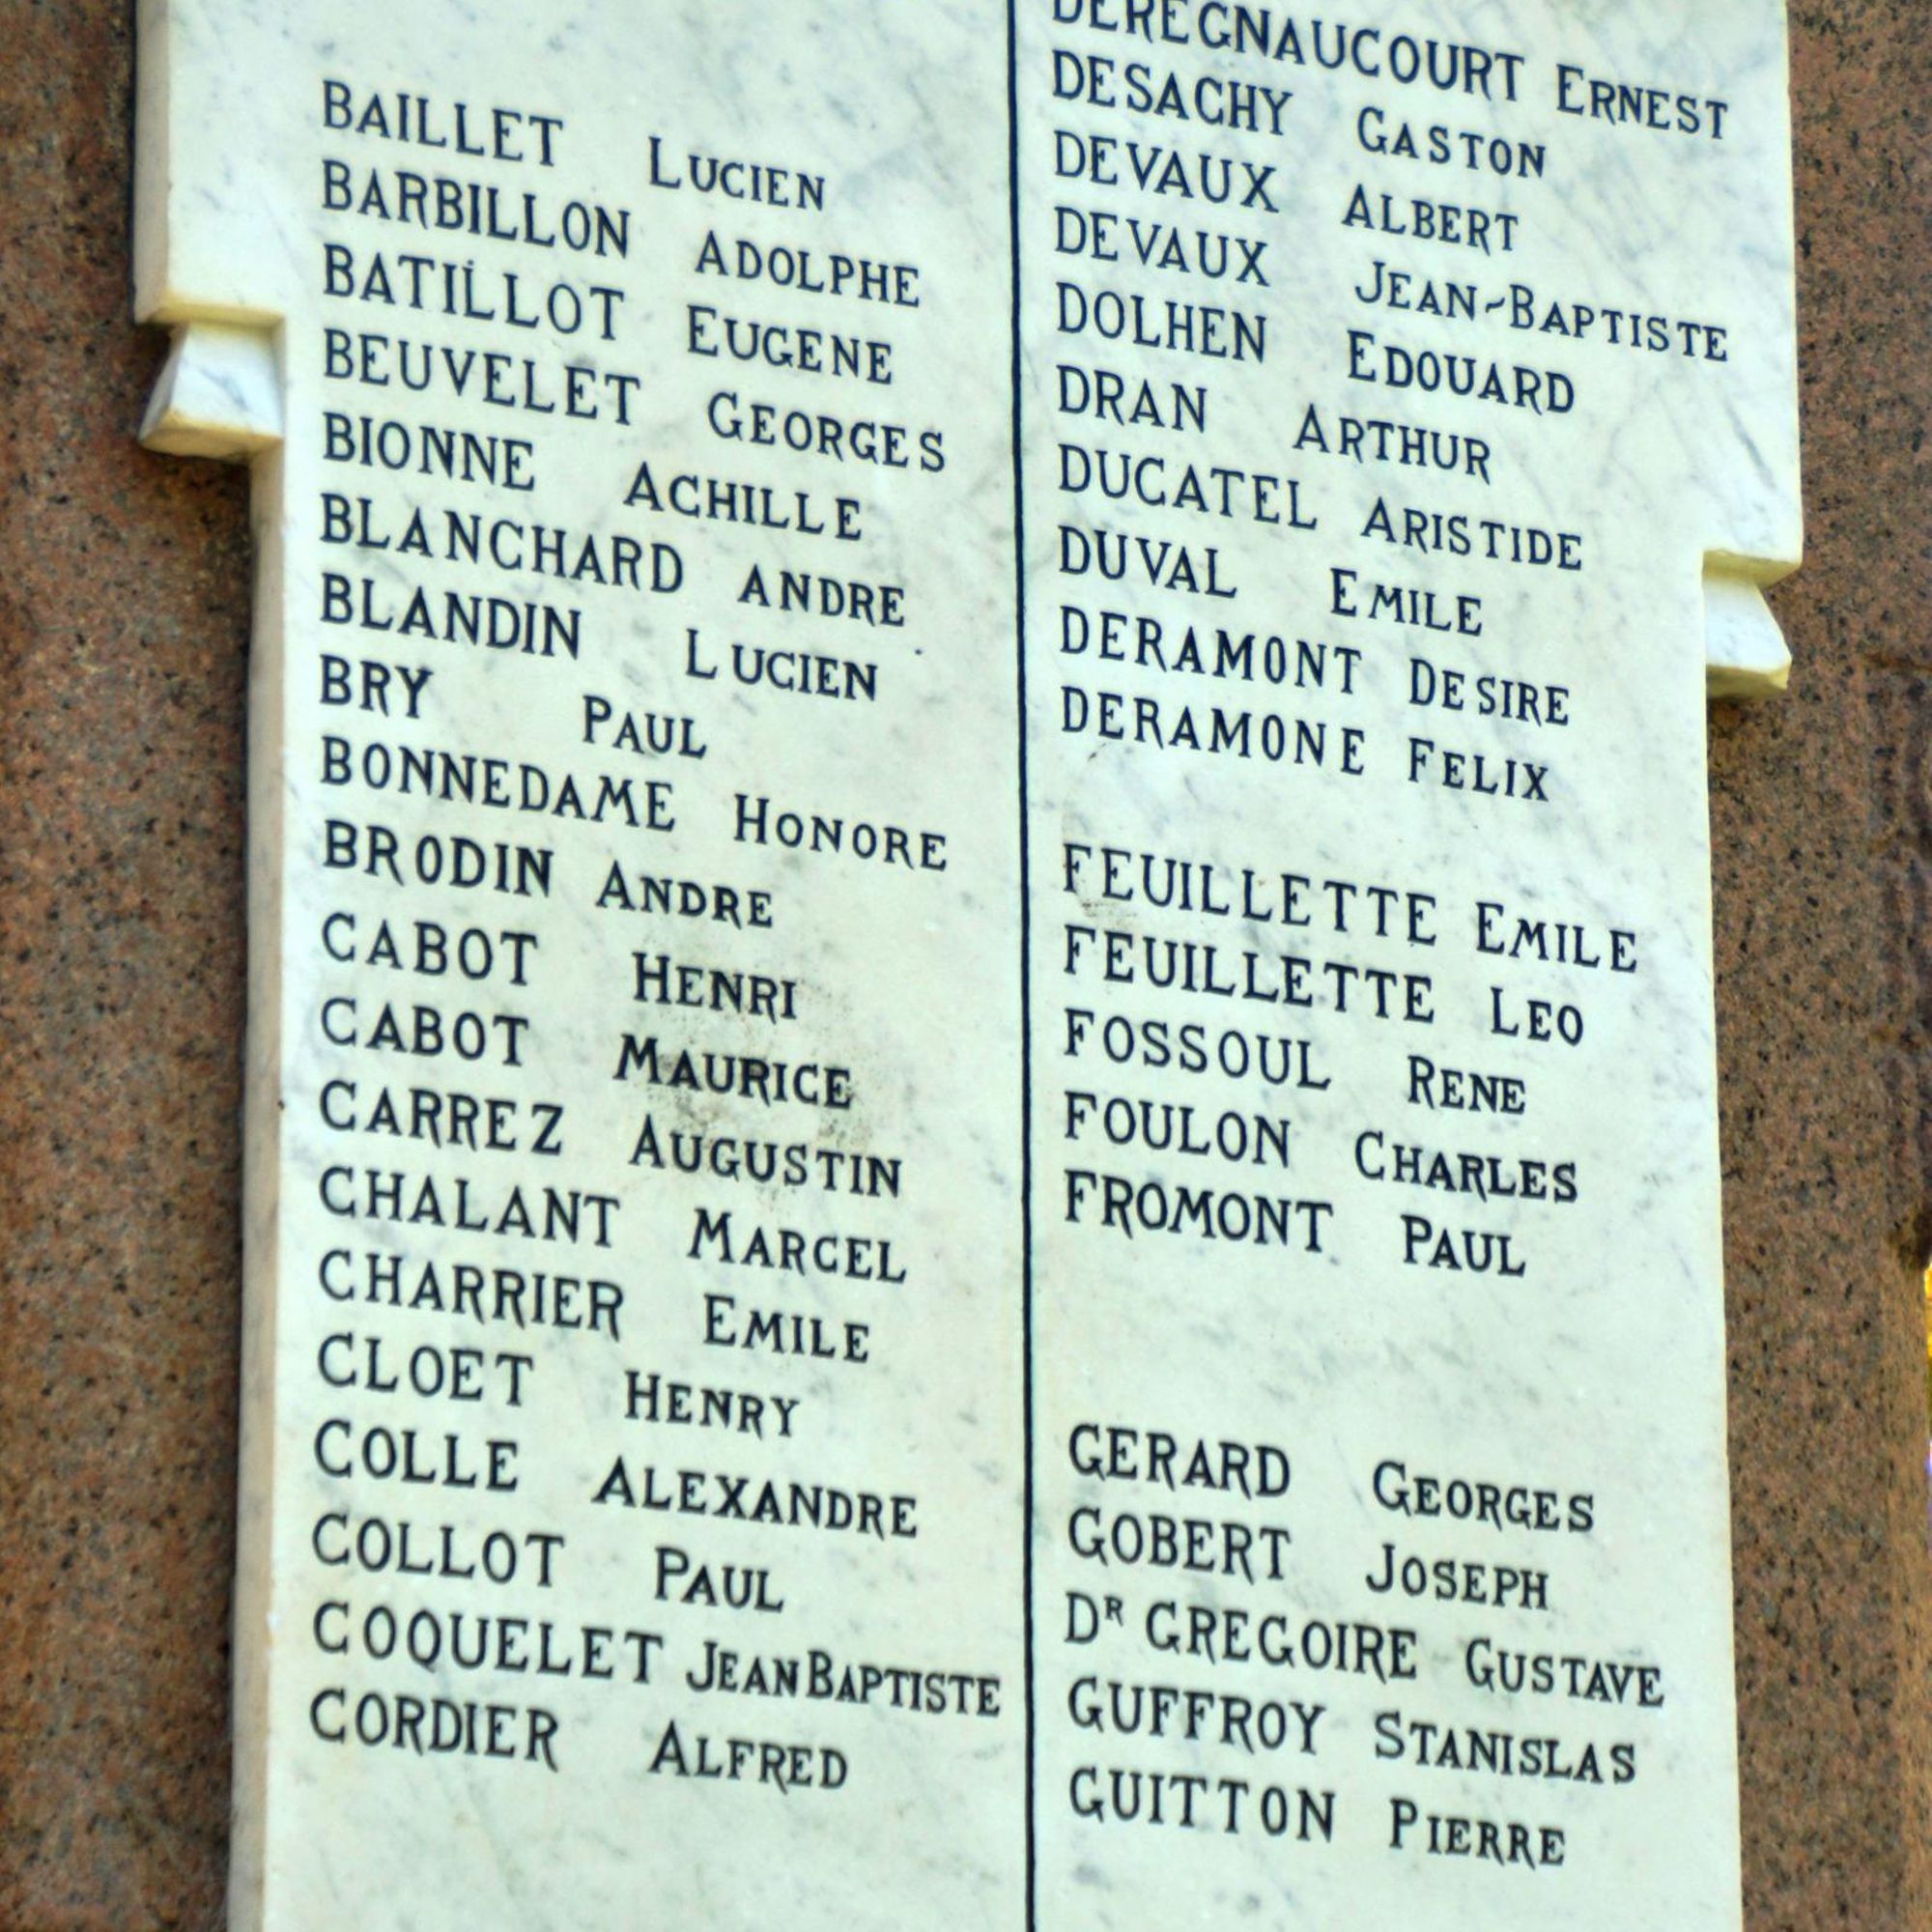 BAILLET LUCIEN
BARBILLON ADOLPHE
BATILLOT EUGENE
BEUVELET GEORGES
BIONNE ACHILLE
BLANCHARD ANDRE
BLANDIN LUCIEN
BRY PAUL
BONNEDAME HONORE
BRODIN ANDRE
CABOT HENRI
CABOT MAURICE
CARREZ AUGUSTIN
CHALANT MARCEL
CHARRIER EMILE
CLOET HENRY
COLLE ALEXANDRE
COLLOT PAUL
COQUELET JEAN BAPTISTE
CORDIER ALFRED
DEREGNAUCOURT ERNEST
DESACHY GASTON
DEVAUX ALBERT
DEVAUX JEAN-BAPTISTE
DOLHEN EDOUARD
DRAN ARTHUR
DUCATEL ARISTIDE
DUVAL EMILE
DERAMONT DESIRE
DERAMONE FELIX
FEUILLETTE EMILE
FEUILLETTE LEO
FOSSOUL RENE
FOULON CHARLES
FROMONT PAUL
GERARD GEORGES
GOBERT JOSEPH
DR GREGOIRE GUSTAVE
GUFFROY STANISLAS
GUITTON PIERRE